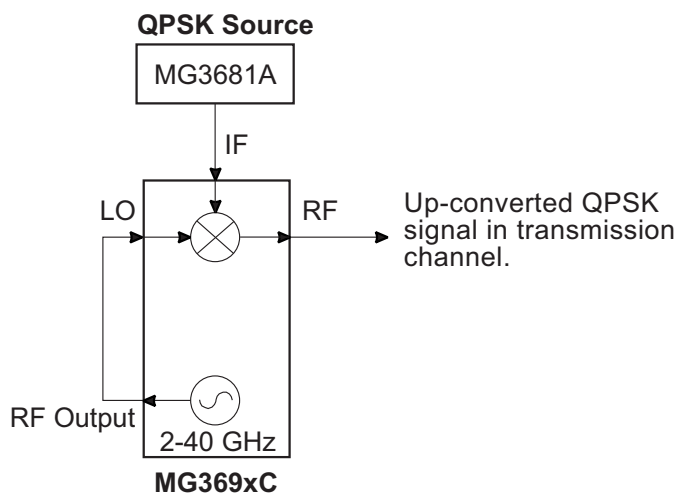 QPSK Source
MG3681A
IF
LO
RF
Up-converted QPSK
signal in transmission
channel.
RF Output
2-40 GHz
MG369xC